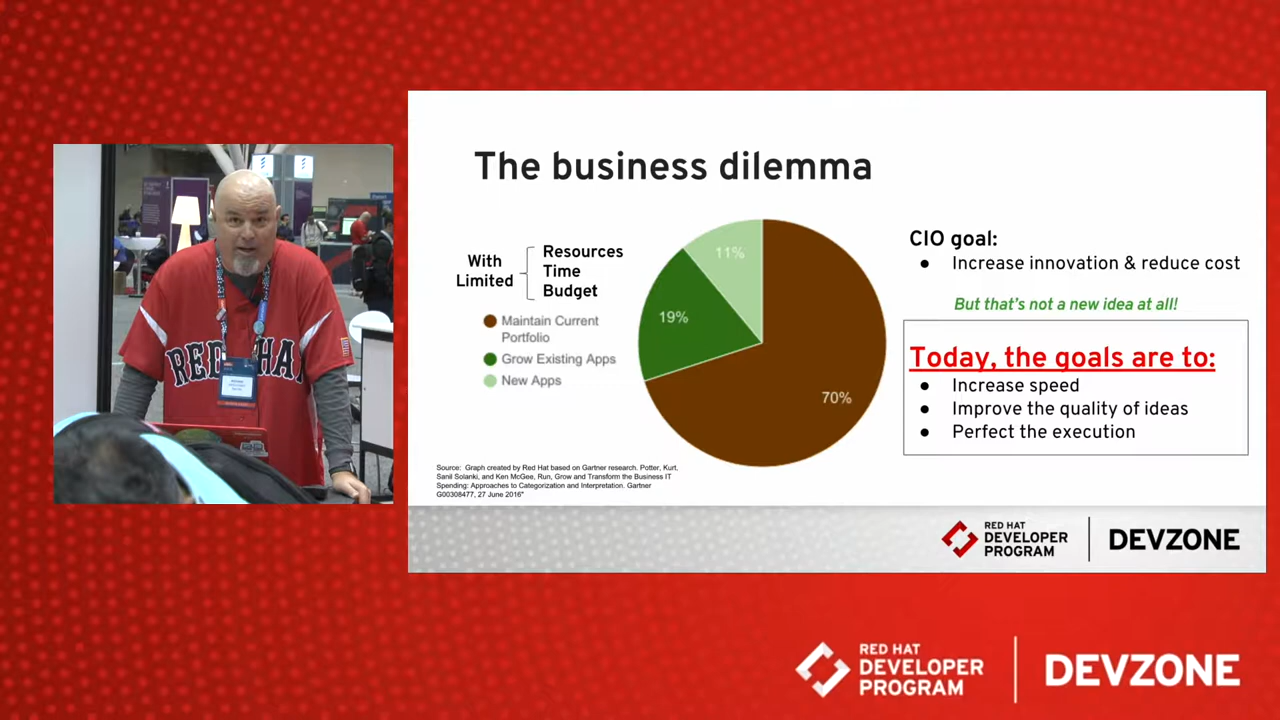 The business dilemma
With
Limited
Resources
Time
Budget
Maintain Current
Portfolio
Grow Existing Apps
New Apps
11%
19%
70%
CIO goal:
● Increase innovation & reduce cost
But that's not a new idea at all!
Today, the goals are to:
● Increase speed
● Improve the quality of ideas
● Perfect the execution
Source: Graph created by Red Hat based on Gartner research. Potter, Kurt,
Sanil Solanki, and Ken McGee, Run, Grow and Transform the Business IT
Spending: Approaches to Categorization and Interpretation. Gartner
G00308477, 27 June 2016"
RED HAT
DEVELOPER
PROGRAM
DEVZONE
RED HA
RED HAT
DEVELOPER
PROGRAM
DEVZONE